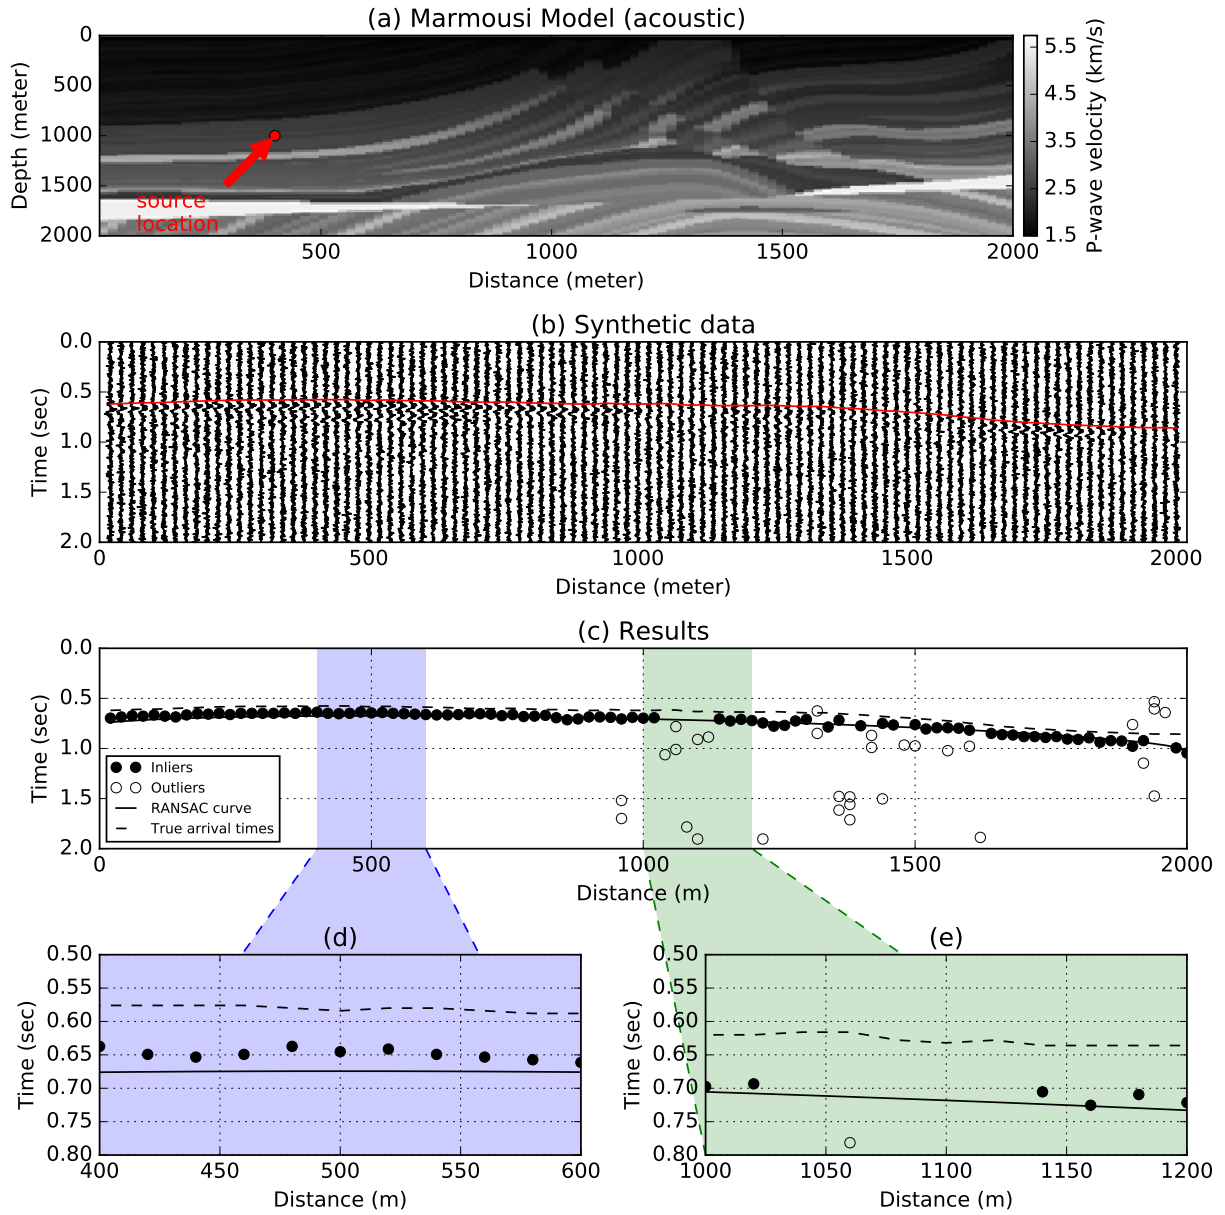 (a) Marmousi Model (acoustic)
0
500
1000
1500
2000
Depth (meter)
source
location
500
1000
1500
2000
Distance (meter)
5.5
4.5
3.5
2.5
1.5
P-wave velocity (km/s)
(b) Synthetic data
0.0
0.5
1.0
1.5
2.0
Time (sec)
0
500
1000
1500
2000
Distance (meter)
(c) Results
0.0
0.5
1.0
1.5
2.0
Time (sec)
Inliers
Outliers
RANSAC curve
True arrival times
0
500
1000
1500
2000
Distance (m)
(d)
0.50
0.55
0.60
0.65
0.70
0.75
0.80
Time (sec)
400
450
500
550
600
Distance (m)
(e)
0.50
0.55
0.60
0.65
0.70
0.75
0.80
Time (sec)
1000
1050
1100
1150
1200
Distance (m)